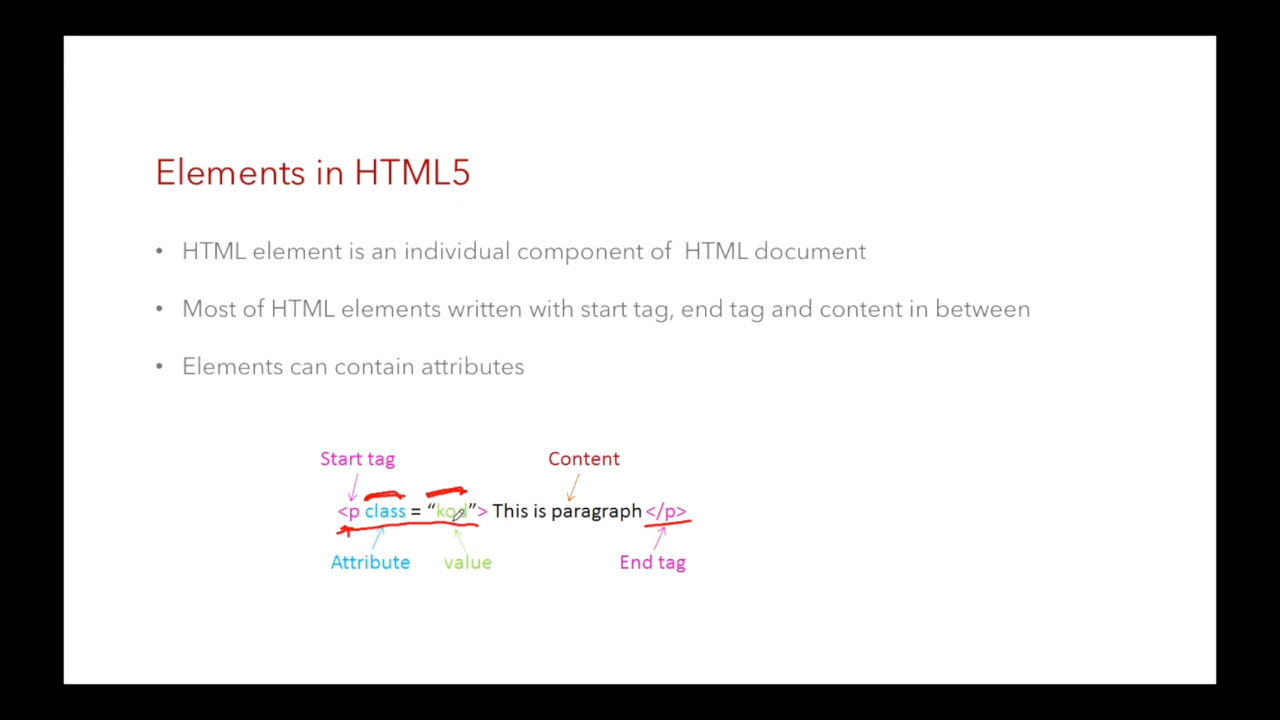 Elements in HTML5
• HTML element is an individual component of HTML document
• Most of HTML elements written with start tag, end tag and content in between
• Elements can contain attributes
Start tag Content
<p class = “kod”> This is paragraph </p>
Attribute value End tag